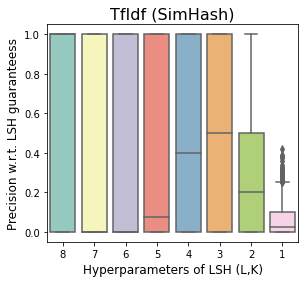 TfIdf (SimHash)
Precision w.r.t. LSH guaranteess
1.0
0.8
0.6
0.4
0.2
0.0
8 7 6 5 4 3 2 1
Hyperparameters of LSH (L,K)